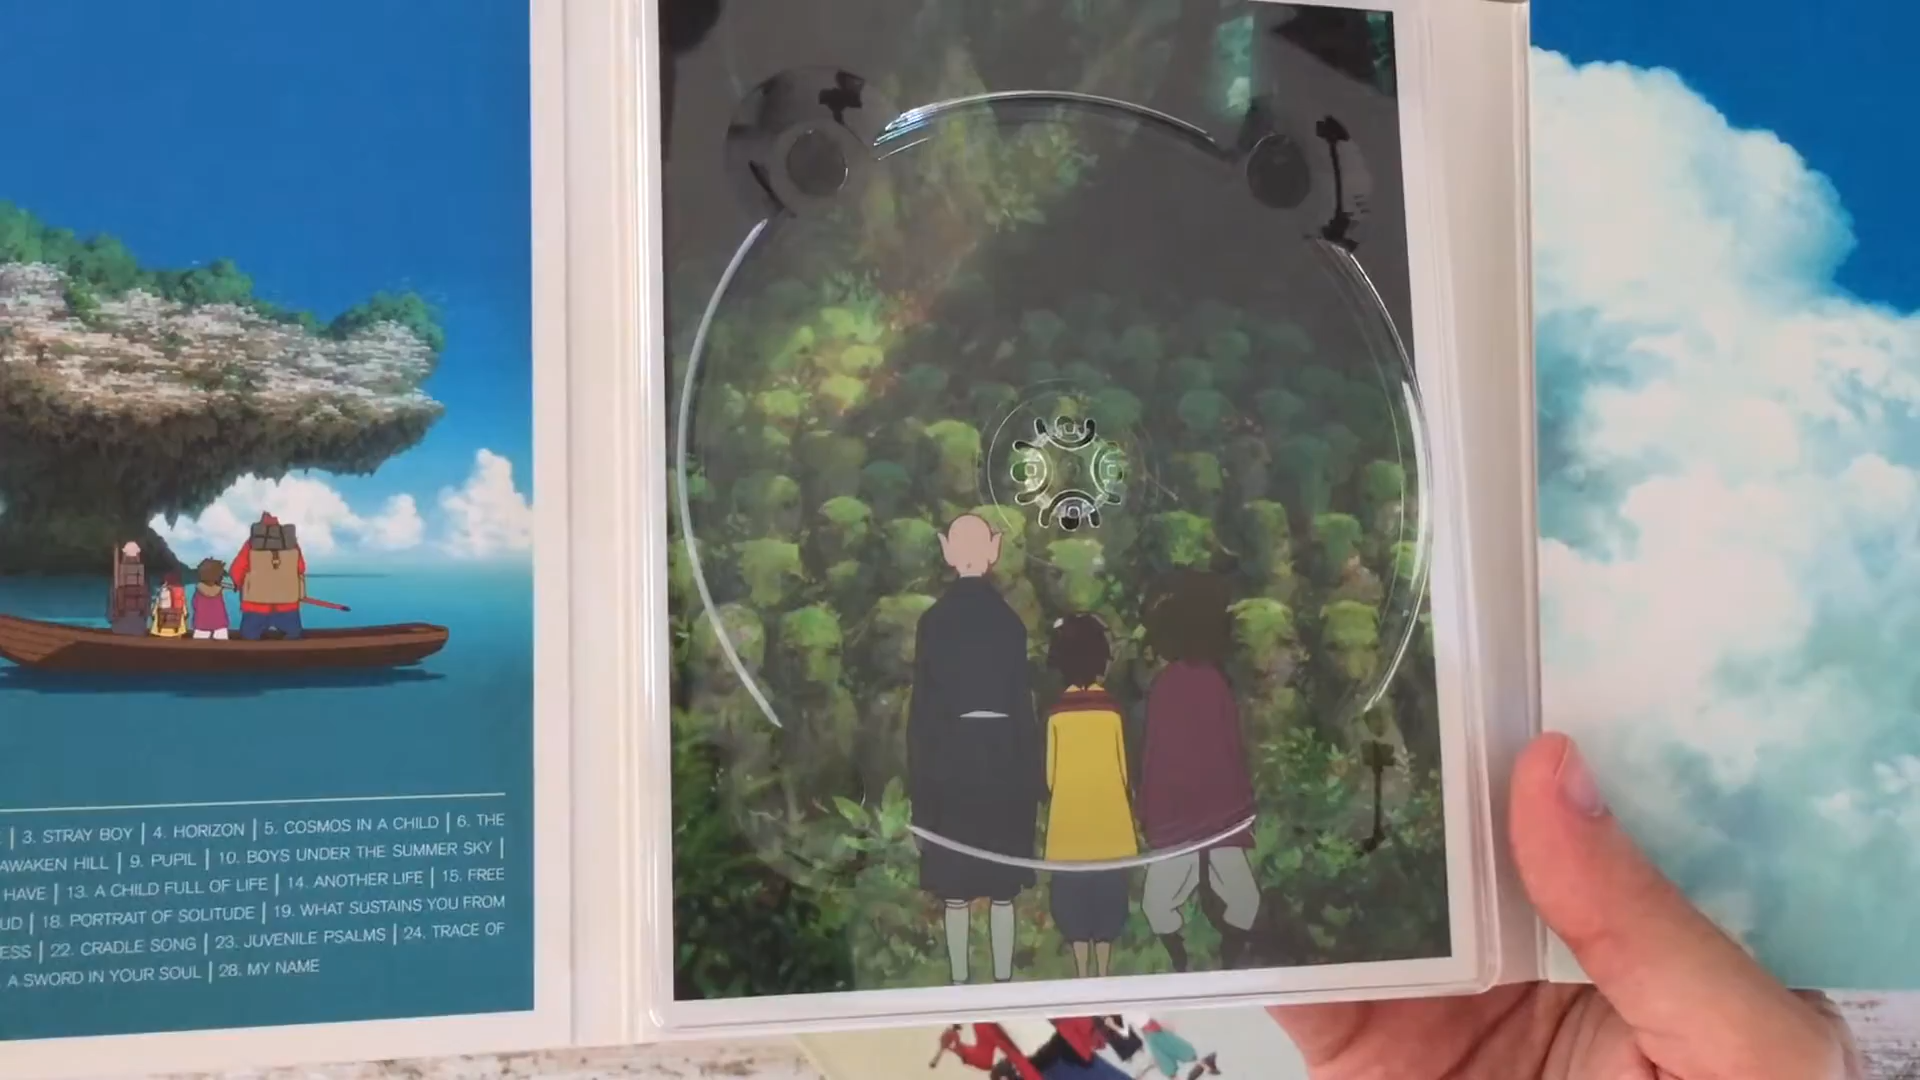 | 3. STRAY BOY | 4. HORIZON | 5. COSMOS IN A CHILD | 6. THE
AWAKEN HILL | 9. PUPIL | 10. BOYS UNDER THE SUMMER SKY |
HAVE | 13. A CHILD FULL OF LIFE | 14. ANOTHER LIFE | 15. FREE
UD | 18. PORTRAIT OF SOLITUDE | 19. WHAT SUSTAINS YOU FROM
ESS | 22. CRADLE SONG | 23. JUVENILE PSALMS | 24. TRACE OF
A SWORD IN YOUR SOUL | 28. MY NAME